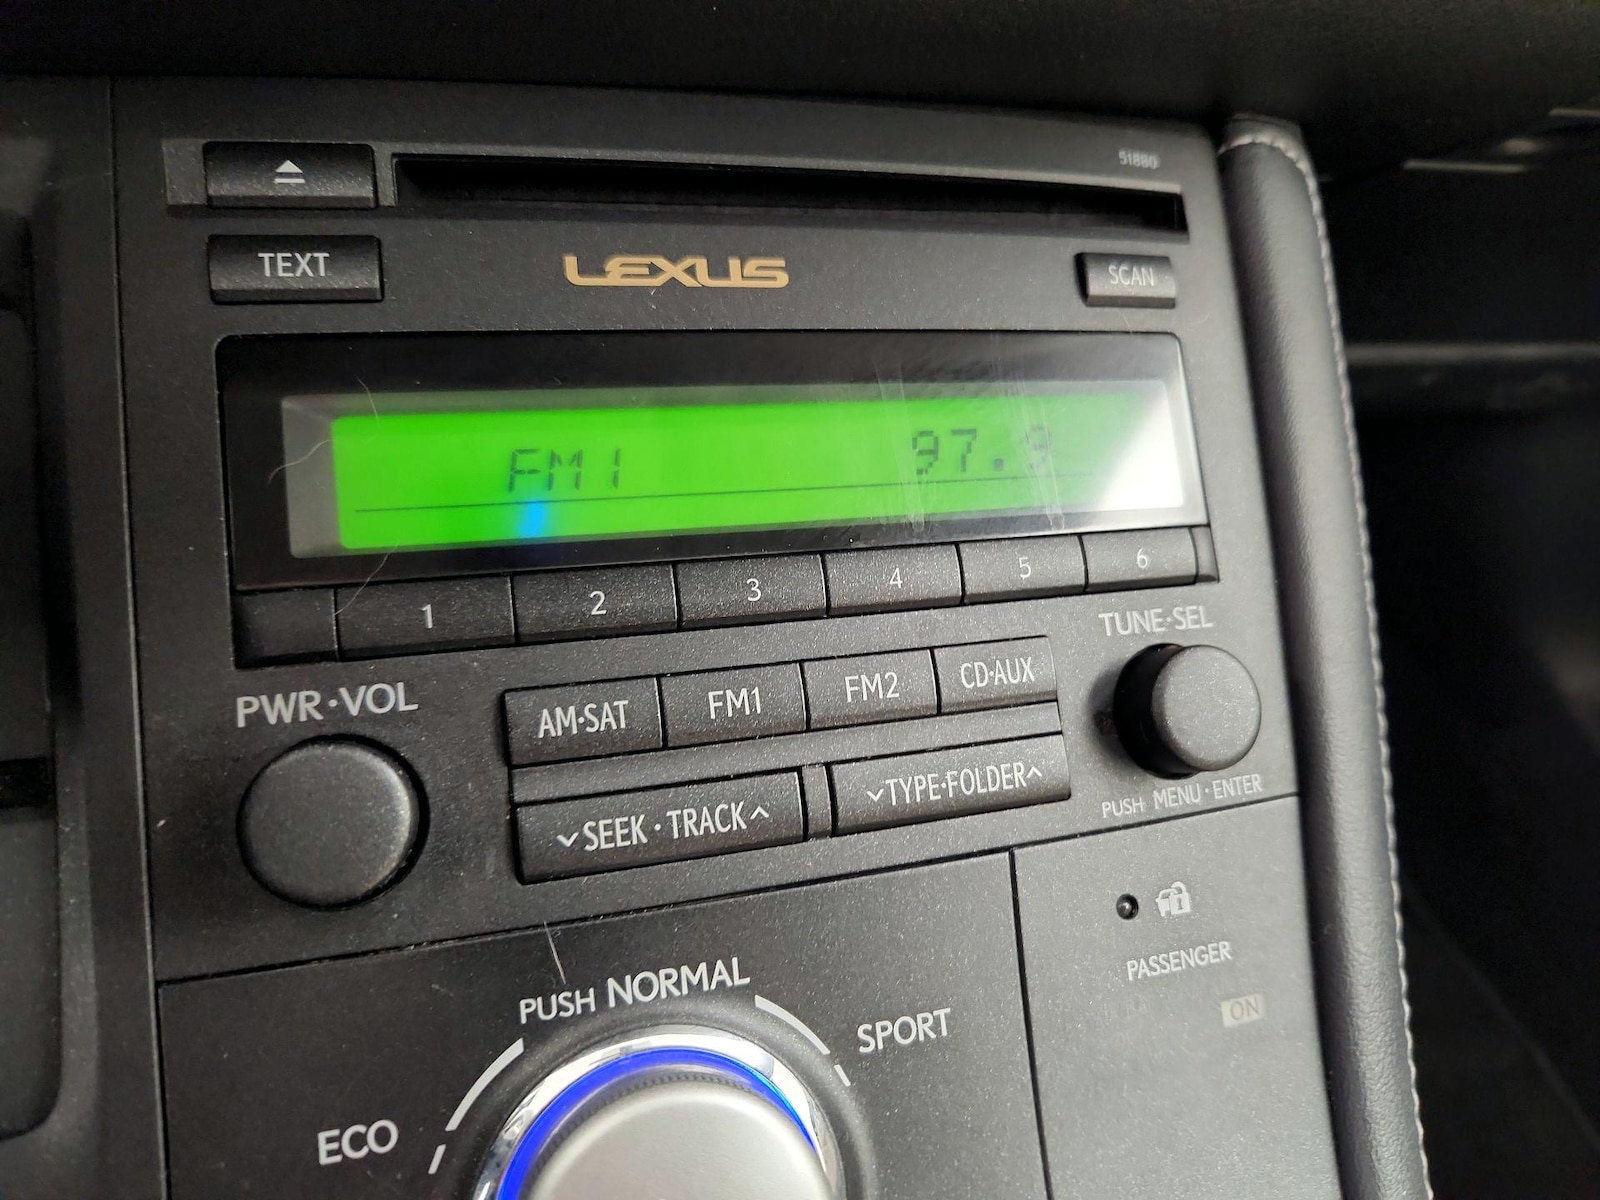 51880
TEXT
LEXUS
SCAN
FM1 97.9
1 2 3 4 5 6
TUNE·SEL
PWR·VOL
AM·SAT FM1 FM2 CD·AUX
SEEK·TRACK
TYPE·FOLDER
PUSH MENU·ENTER
PASSENGER
ON
PUSH NORMAL
SPORT
ECO